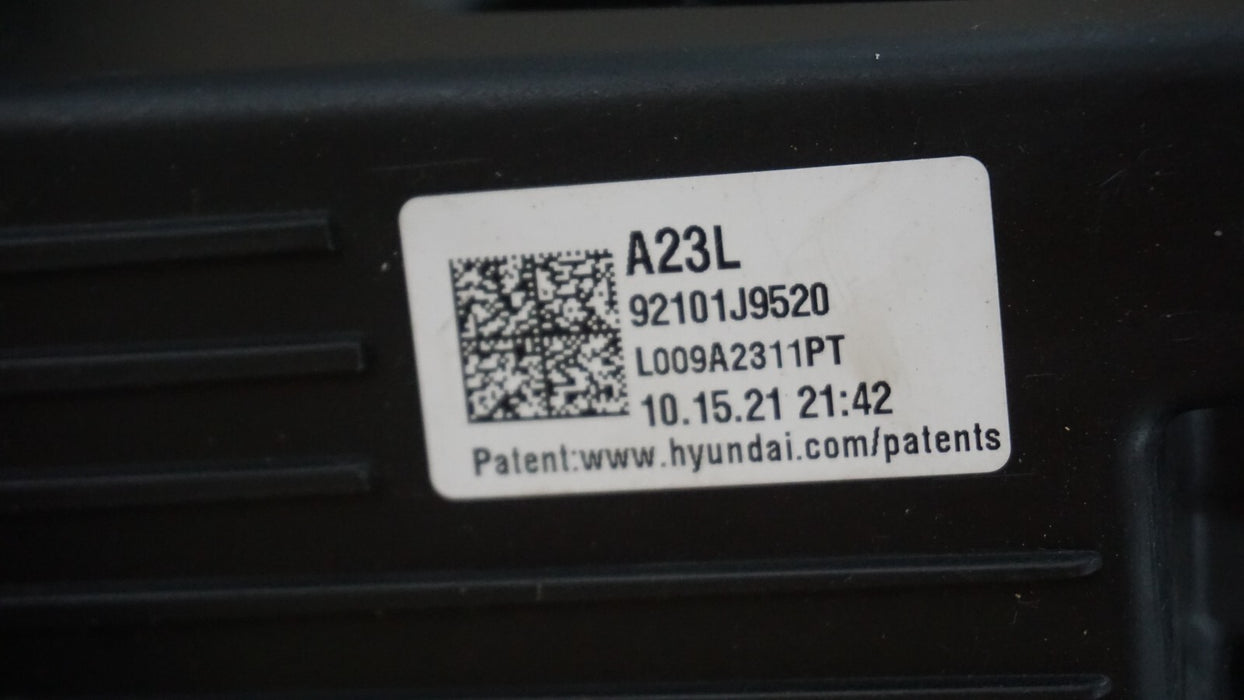 A23L
92101J9520
L009A2311PT
10.15.21 21:42
Patent:www.hyundai.com/patents